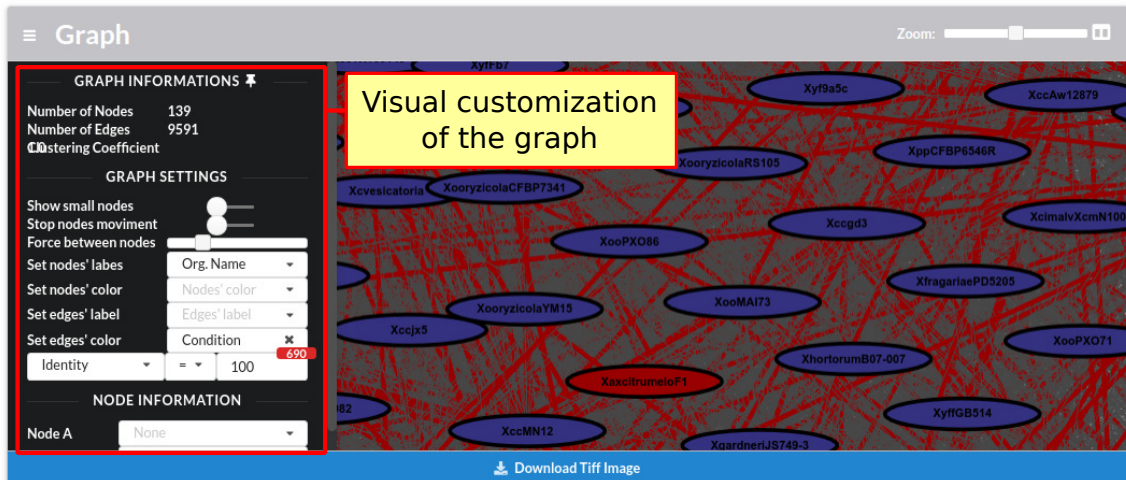 ≡ Graph
Zoom:
GRAPH INFORMATIONS
Number of Nodes 139
Number of Edges 9591
Clustering Coefficient
1.0
GRAPH SETTINGS
Show small nodes
Stop nodes moviment
Force between nodes
Set nodes' labes Org. Name
Set nodes' color Nodes' color
Set edges' label Edges' label
Set edges' color Condition ✖
690
Identity = 100
NODE INFORMATION
Node A None
Visual customization
of the graph
XylFb7
Xyf9a5c
XccAw12879
XppCFBP6546R
XooryzicolaRS105
Xcvesicatoria
XooryzicolaCFBP7341
Xccgd3
XcimalvXcmN100
XooPXO86
XfragariaePD5205
XooMAI73
XooryzicolaYM15
Xccjx5
XooPXO71
XhortorumB07-007
XaxcitrumeloF1
XyffGB514
XccMN12
XgardneriJS749-3
Download Tiff Image